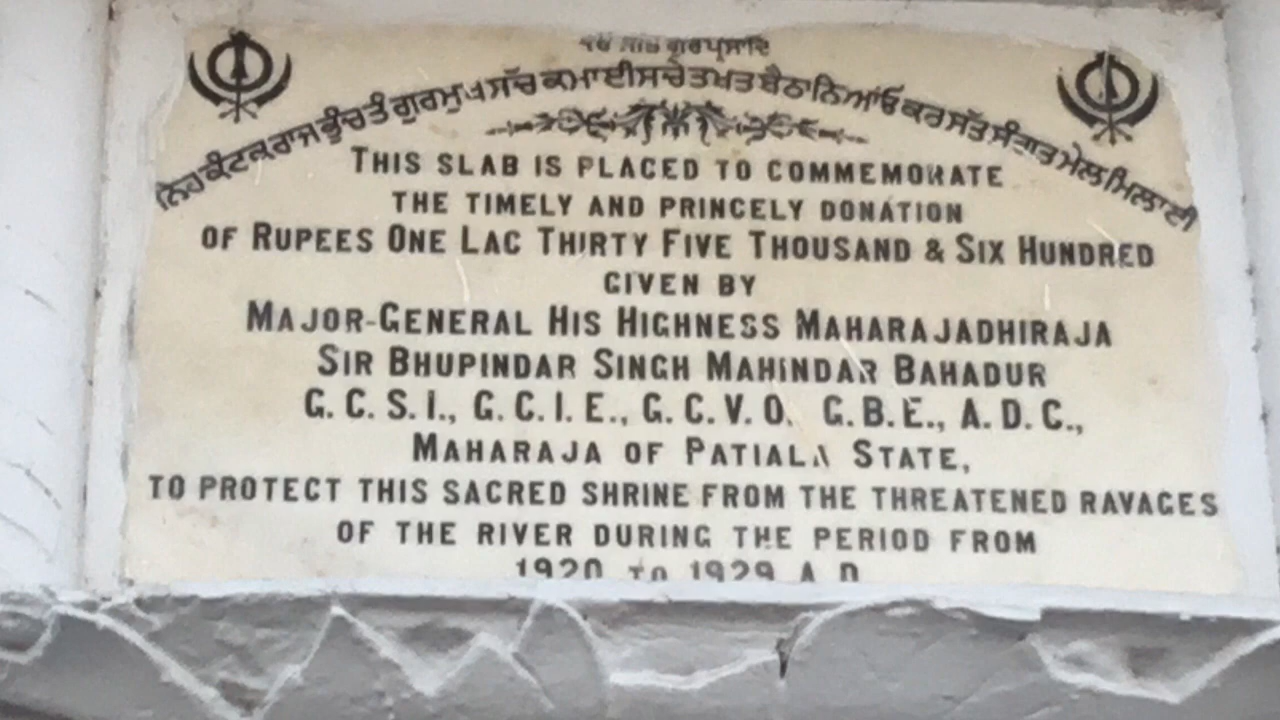 ੧ਓ ਸਤਿ ਗੁਰਪ੍ਰਸਾਦਿ
ਕਰਾਜ ਗੁਰਮੁਖ ਸੱਚ ਕਮਾਈ ਸਚੇ ਤਖਤ ਬੈਠਾ ਕਰ ਸੱਤ ਸੰਗਤ ਮੇਲ ਮਿਲਾਈ
THIS SLAB IS PLACED TO COMMEMORATE
THE TIMELY AND PRINCELY DONATION
OF RUPEES ONE LAC THIRTY FIVE THOUSAND & SIX HUNDRED
GIVEN BY
MAJOR-GENERAL HIS HIGHNESS MAHARAJADHIRAJA
SIR BHUPINDAR SINGH MAHINDAR BAHADUR
G. C. S. I., G. C. I. E., G. C. V. O. G. B. E., A. D. C.,
MAHARAJA OF PATIALA STATE,
TO PROTECT THIS SACRED SHRINE FROM THE THREATENED RAVAGES
OF THE RIVER DURING THE PERIOD FROM
1920 TO 1929 A. D.